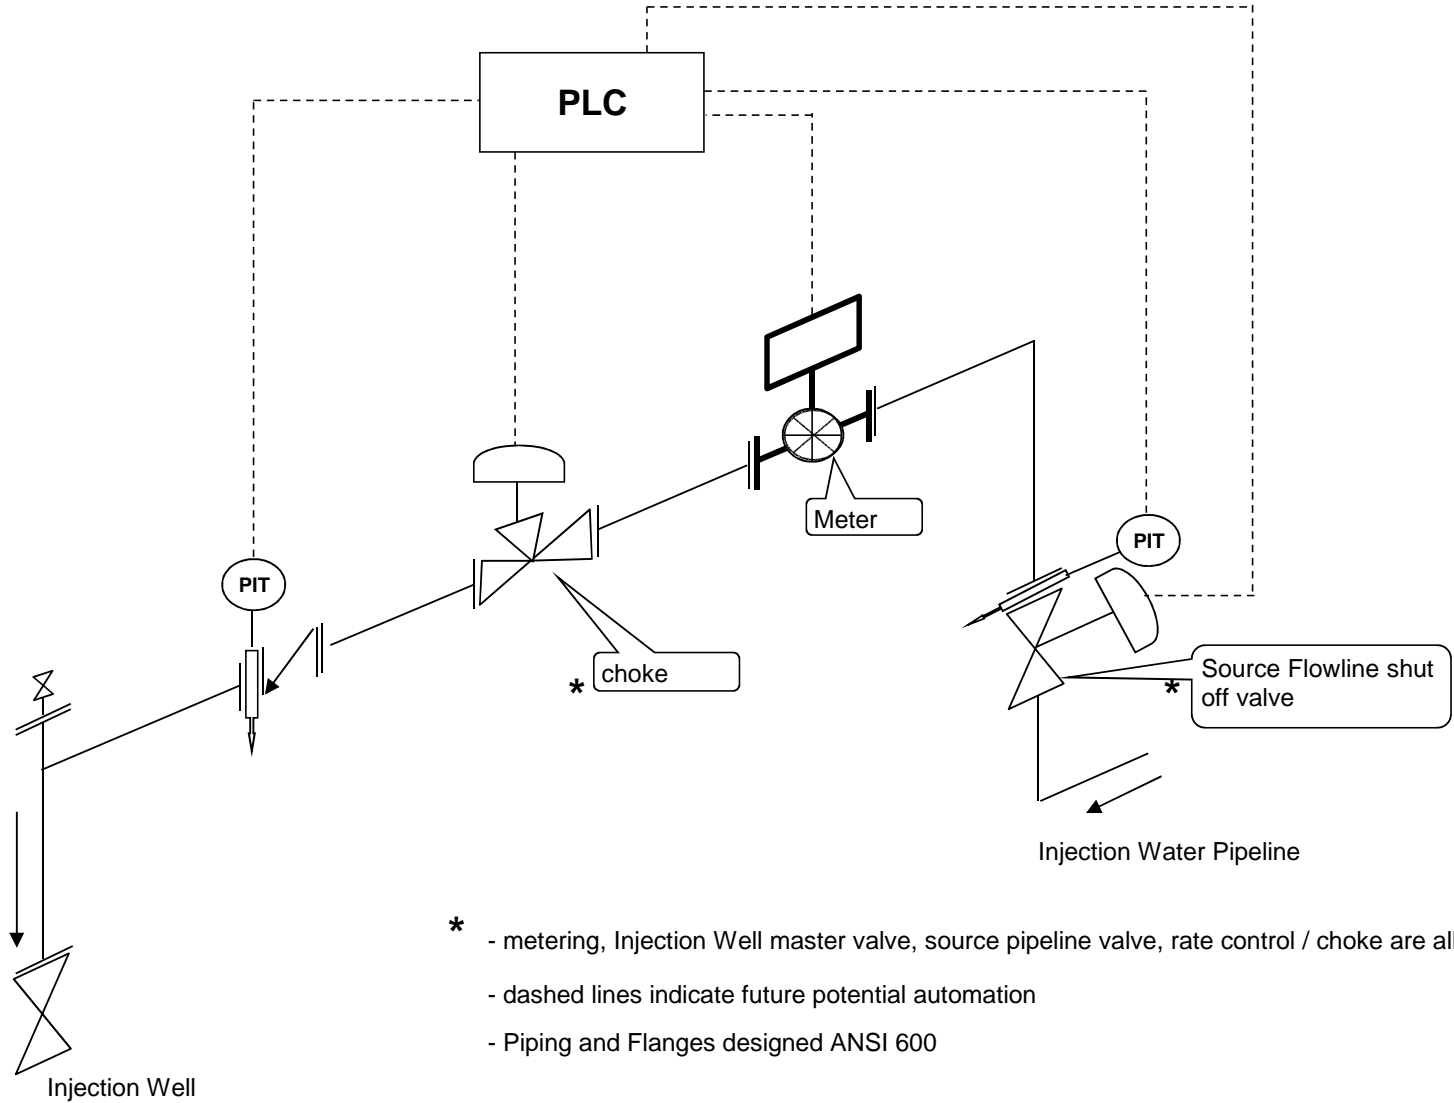 PLC
Meter
PIT
PIT
choke
*
Source Flowline shut
off valve
*
Injection Water Pipeline
*
- metering, Injection Well master valve, source pipeline valve, rate control / choke are all
- dashed lines indicate future potential automation
- Piping and Flanges designed ANSI 600
Injection Well